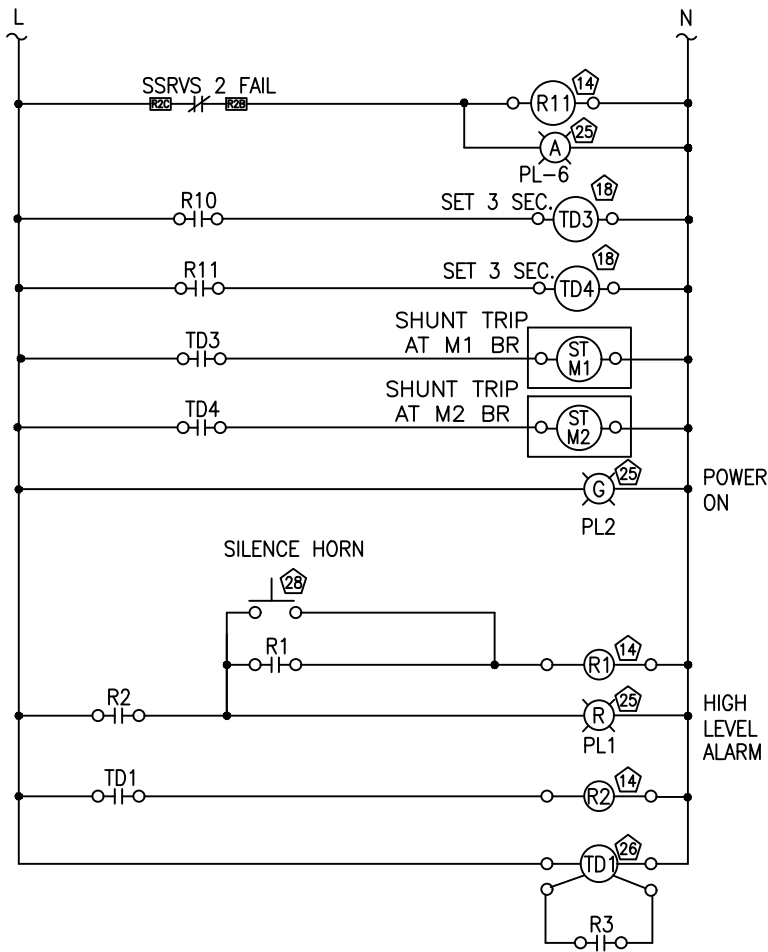 L N
SSRVS 2 FAIL
R2C R2B R11 14
A 25
PL-6
R10 SET 3 SEC. TD3 18
R11 SET 3 SEC. TD4 18
SHUNT TRIP
AT M1 BR
TD3 ST
M1
SHUNT TRIP
AT M2 BR
TD4 ST
M2
G 25 POWER
ON
PL2
SILENCE HORN
28
R1 R1 14
R2 R 25 HIGH
LEVEL
ALARM
PL1
TD1 R2 14
TD1 26
R3